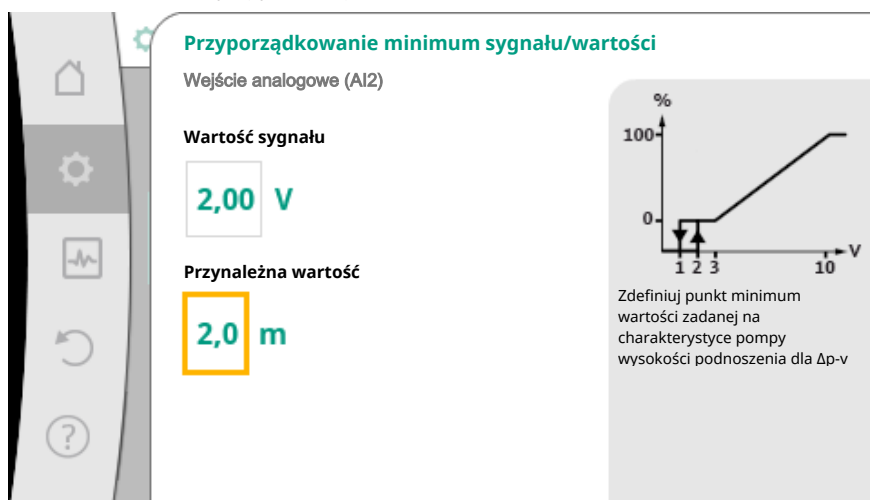 Przyporządkowanie minimum sygnału/wartości
Wejście analogowe (AI2)
Wartość sygnału
2,00 V
Przynależna wartość
2,0 m
%
100
0
1 2 3 10 V
Zdefiniuj punkt minimum
wartości zadanej na
charakterystyce pompy
wysokości podnoszenia dla Δp-v
?